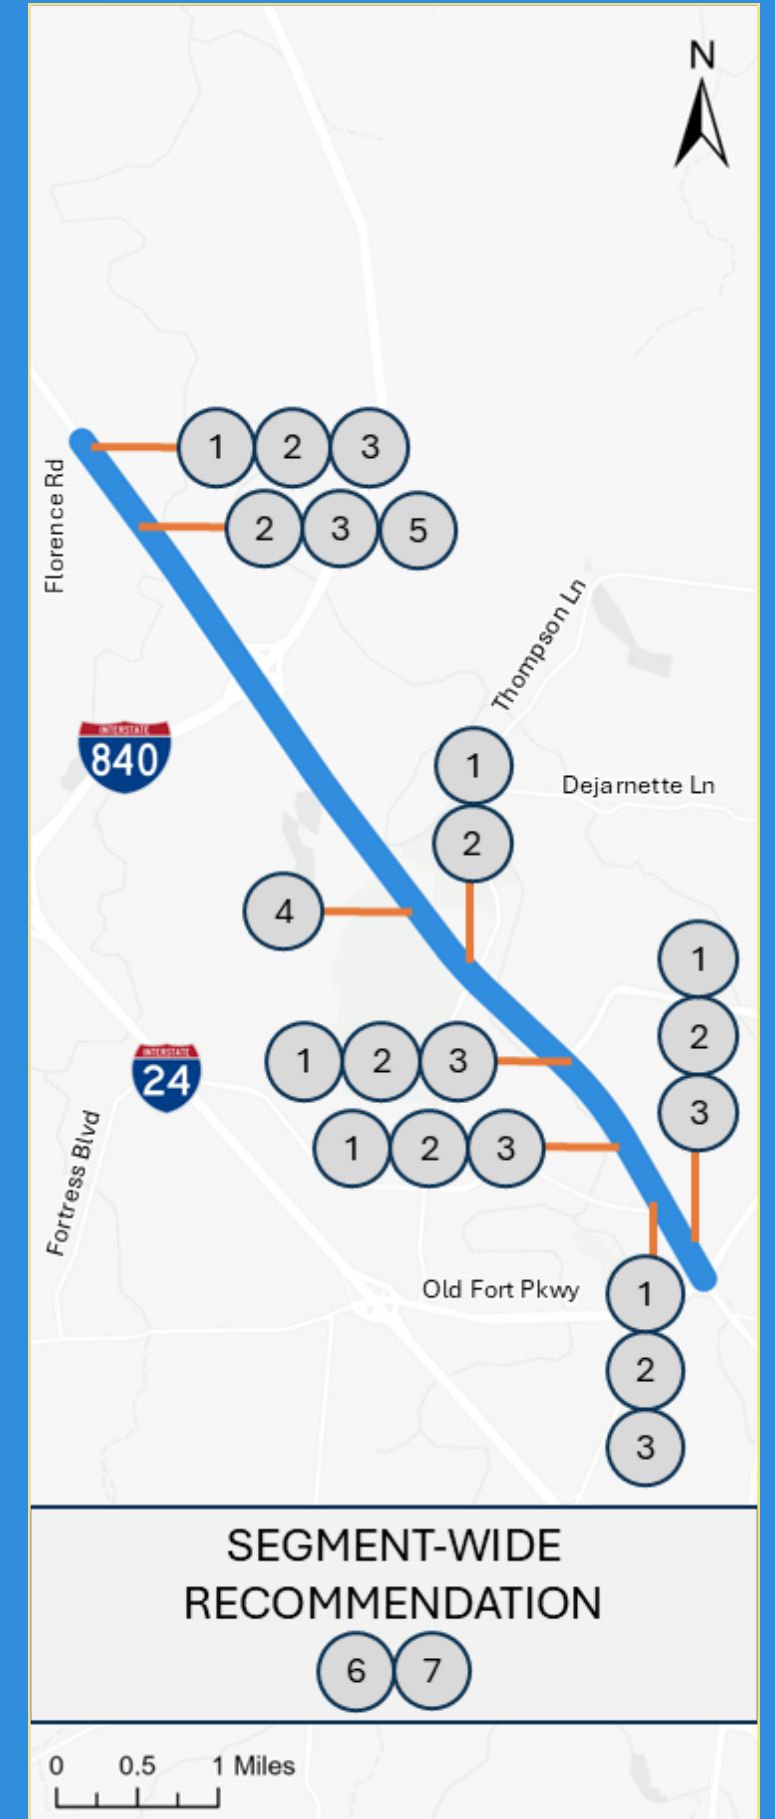 N
1 2 3
Florence Rd
2 3 5
Thompson Ln
INTERSTATE
840
1
Dejarnette Ln
2
4
1
2
3
1 2 3
INTERSTATE
24
1 2 3
Fortress Blvd
Old Fort Pkwy
1
2
3
SEGMENT-WIDE
RECOMMENDATION
6 7
0 0.5 1 Miles